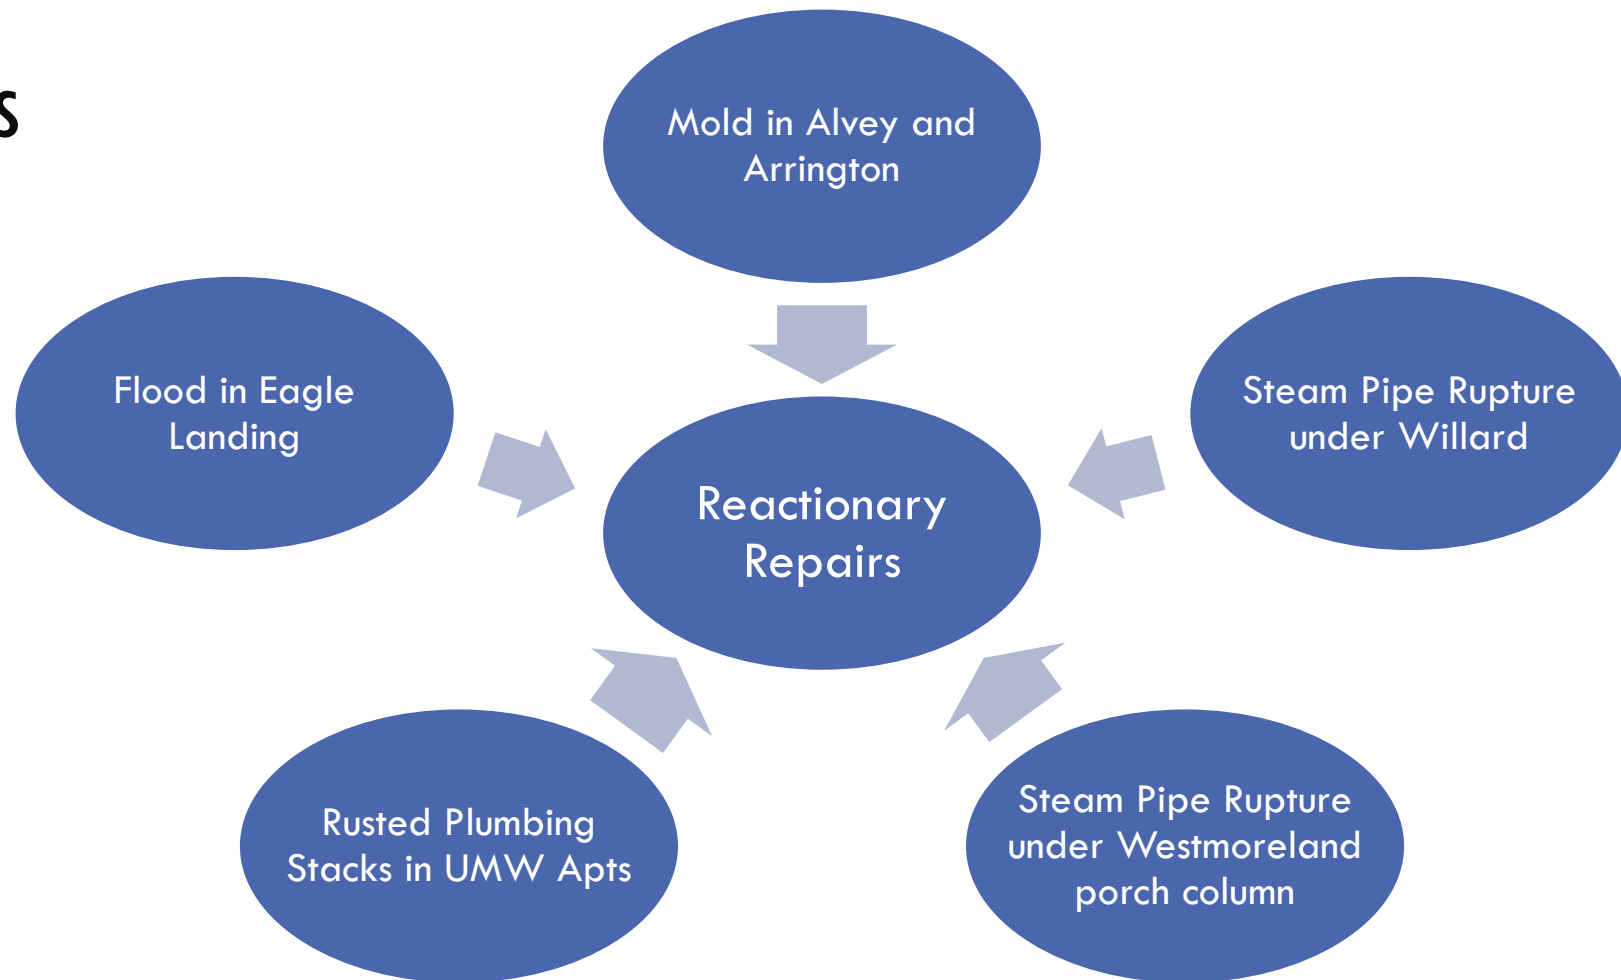 s
Mold in Alvey and
Arrington
Flood in Eagle
Landing
Steam Pipe Rupture
under Willard
Reactionary
Repairs
Rusted Plumbing
Stacks in UMW Apts
Steam Pipe Rupture
under Westmoreland
porch column